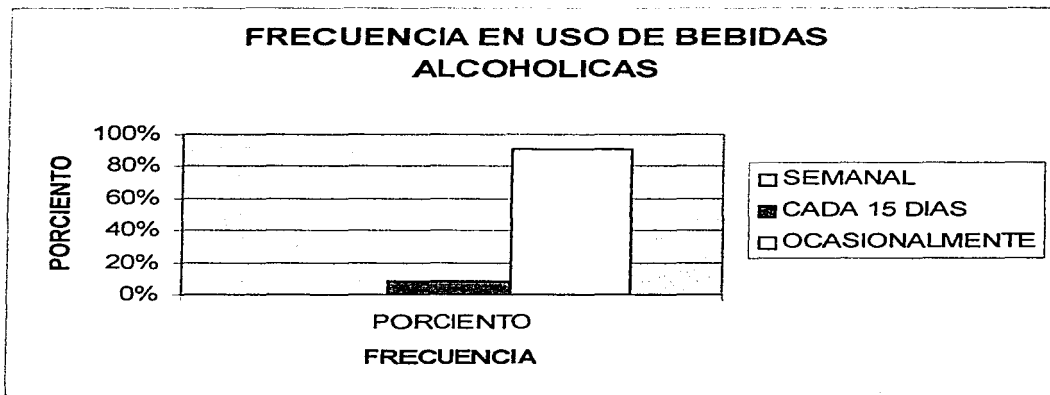 FRECUENCIA EN USO DE BEBIDAS
ALCOHOLICAS
PORCIENTO
100%
80%
60%
40%
20%
0%
PORCIENTO
FRECUENCIA
SEMANAL
CADA 15 DIAS
OCASIONALMENTE